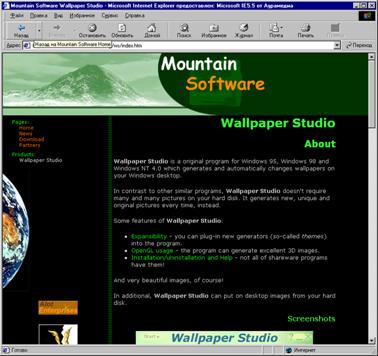 Mountain Software Wallpaper Studio - Microsoft Internet Explorer предоставлен: Microsoft IE5.5 от Аурамедиа
Файл Правка Вид Избранное Сервис Справка
Назад
Остановить Обновить Домой Поиск Избранное Журнал Почта Печать
Адрес Назад на Mountain Software Home /ws/index.htm Переход
Mountain
Software
Wallpaper Studio
Pages:
Home
News
Download
Partners
Products:
Wallpaper Studio
About
Wallpaper Studio is a original program for Windows 95, Windows 98 and
Windows NT 4.0 which generates and automatically changes wallpapers on
your Windows desktop.
In contrast to other similar programs, Wallpaper Studio doesn't require
many and many pictures on your hard disk. It generates new, unique and
original pictures every time, instead.
Some features of Wallpaper Studio:
Expansibility - you can plug-in new generators (so-called themes)
into the program.
OpenGL usage - the program can generate excellent 3D images.
Installation/uninstallation and Help - not all of shareware programs
have them!
And very beautiful images, of course!
In additional, Wallpaper Studio can put on desktop images from your hard
disk.
Screenshots
Alot
Enterprises
Start
Wallpaper Studio
Готово
Интернет